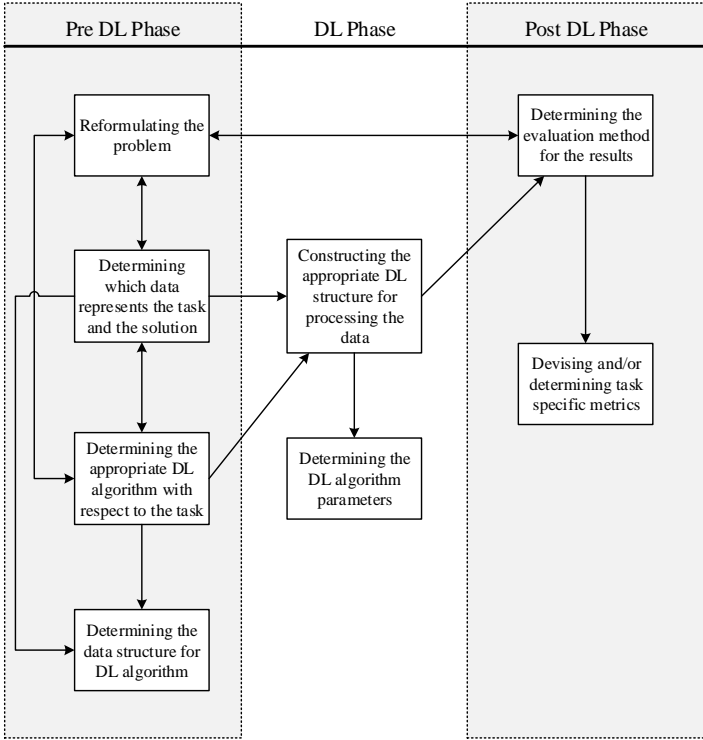 Pre DL Phase
DL Phase
Post DL Phase
Reformulating the
problem
Determining
which data
represents the task
and the solution
Determining the
appropriate DL
algorithm with
respect to the task
Determining the
data structure for
DL algorithm
Constructing the
appropriate DL
structure for
processing the
data
Determining the
DL algorithm
parameters
Determining the
evaluation method
for the results
Devising and/or
determining task
specific metrics